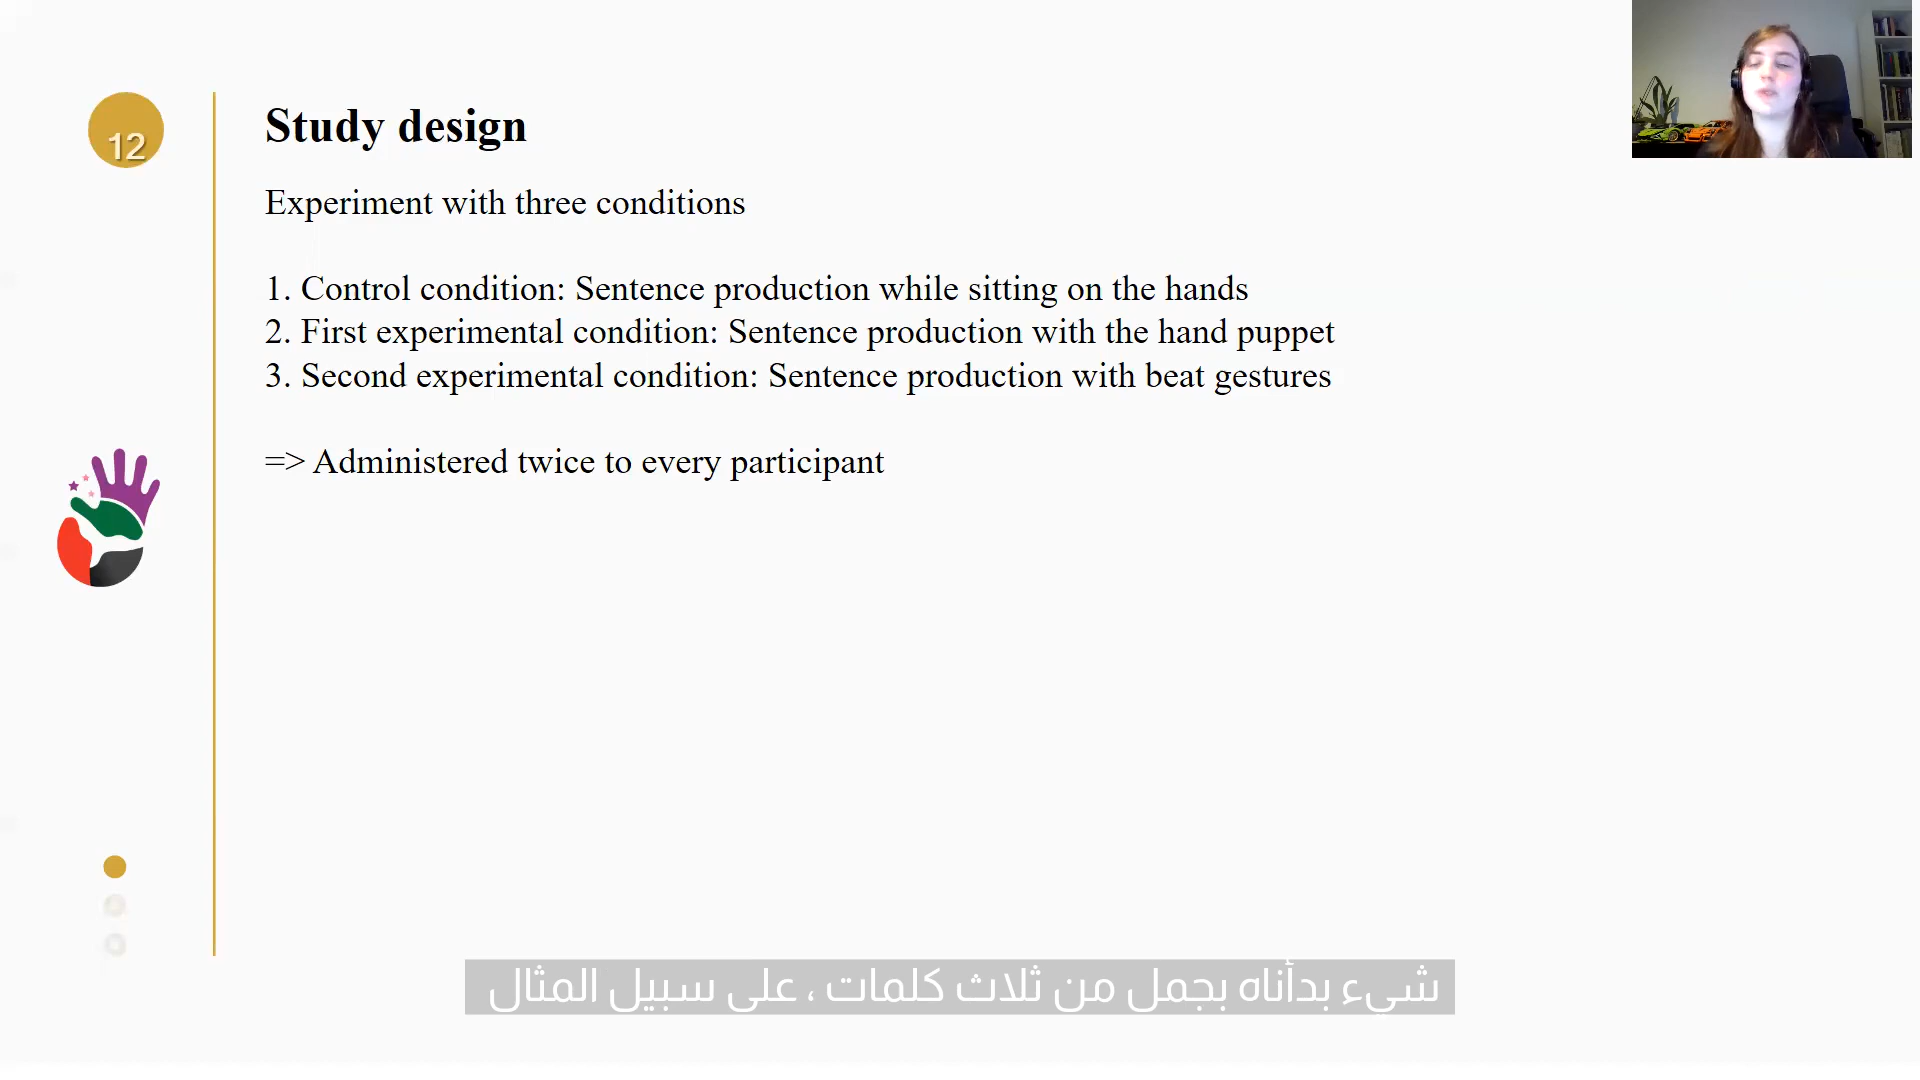 12
Study design
Experiment with three conditions
1. Control condition: Sentence production while sitting on the hands
2. First experimental condition: Sentence production with the hand puppet
3. Second experimental condition: Sentence production with beat gestures
=> Administered twice to every participant
شيء بدأناه بجمل من ثلاث كلمات ، على سبيل المثال